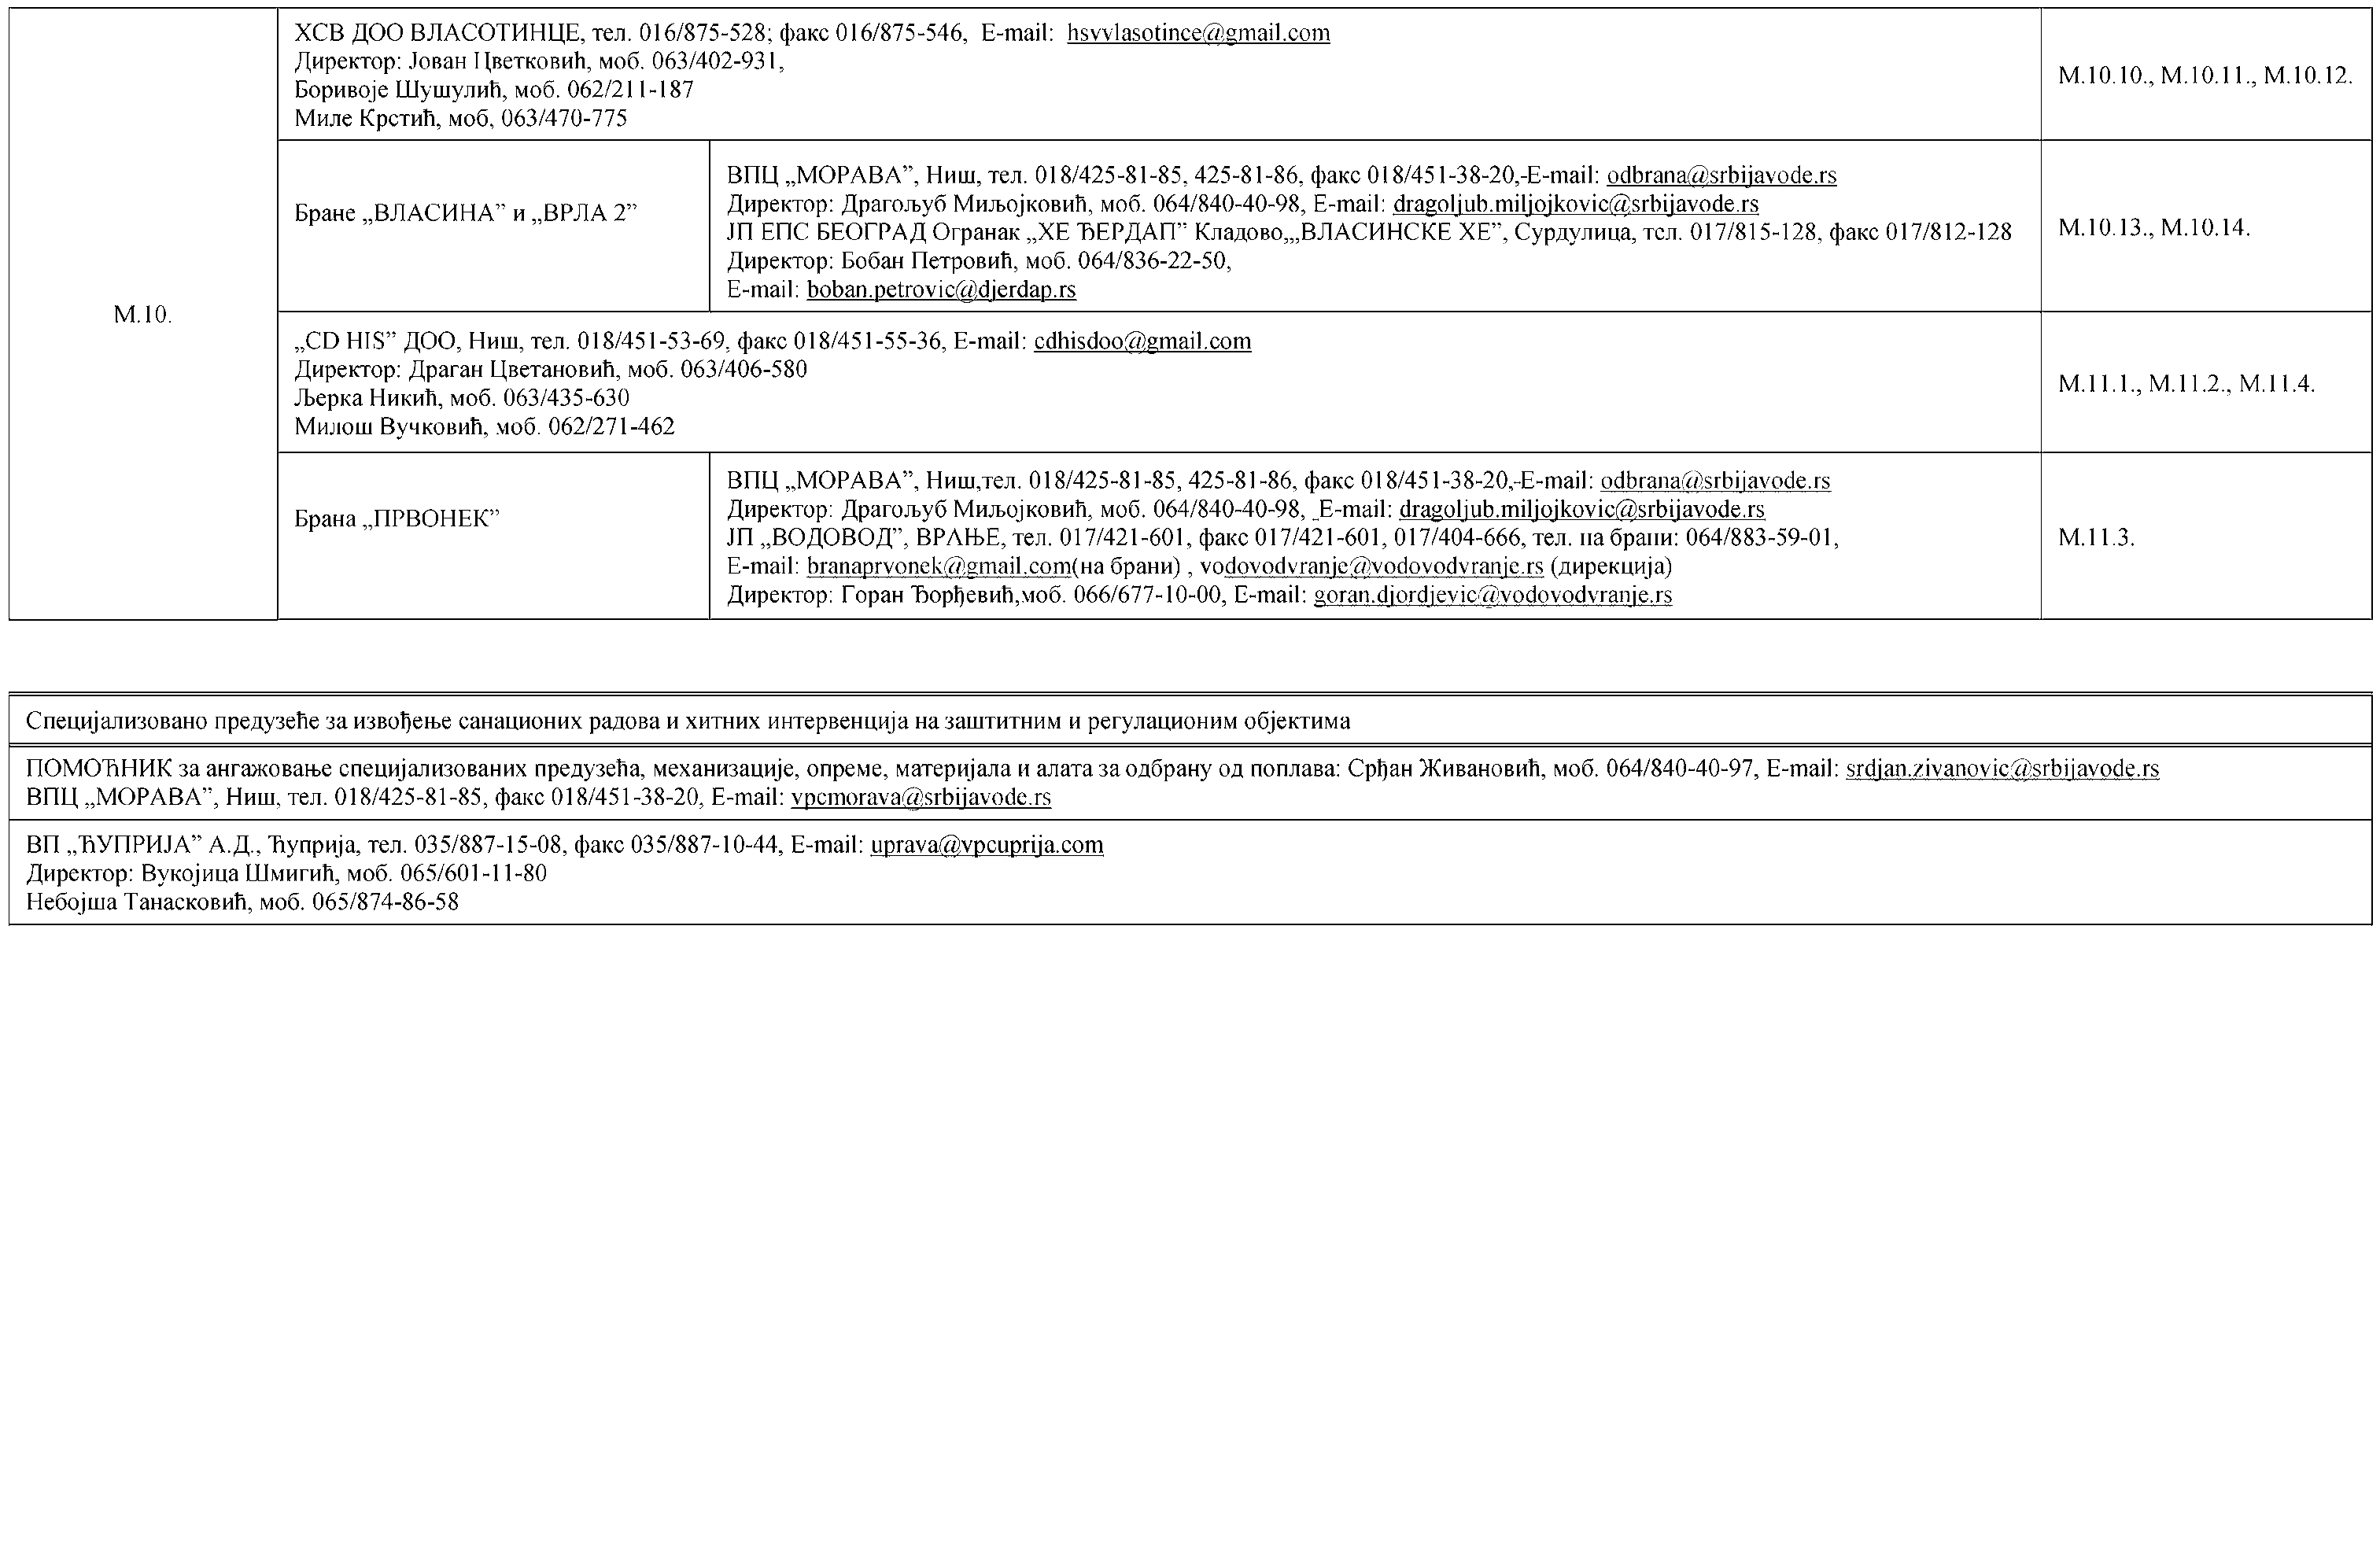 М.10.
ХСВ ДОО ВЛАСОТИНЦЕ, тел. 016/875-528; факс 016/875-546, E-mail: hsvvlasotince@gmail.com
Директор: Јован Цветковић, моб. 063/402-931,
Боривоје Шушулић, моб. 062/211-187
Миле Крстић, моб, 063/470-775
М.10.10., М.10.11., М.10.12.
Бране „ВЛАСИНА” и „ВРЛА 2”
ВПЦ „МОРАВА”, Ниш, тел. 018/425-81-85, 425-81-86, факс 018/451-38-20,-E-mail: odbrana@srbijavode.rs
Директор: Драгољуб Миљојковић, моб. 064/840-40-98, E-mail: dragoljub.miljojkovic@srbijavode.rs
ЈП ЕПС БЕОГРАД Огранак „ХЕ ЂЕРДАП” Кладово,„ВЛАСИНСКЕ ХЕ”, Сурдулица, тел. 017/815-128, факс 017/812-128
Директор: Бобан Петровић, моб. 064/836-22-50,
E-mail: boban.petrovic@djerdap.rs
М.10.13., М.10.14.
„CD HIS” ДОО, Ниш, тел. 018/451-53-69, факс 018/451-55-36, E-mail: cdhisdoo@gmail.com
Директор: Драган Цветановић, моб. 063/406-580
Љерка Никић, моб. 063/435-630
Милош Вучковић, моб. 062/271-462
М.11.1., М.11.2., М.11.4.
Брана „ПРВОНЕК”
ВПЦ „МОРАВА”, Ниш,тел. 018/425-81-85, 425-81-86, факс 018/451-38-20,-E-mail: odbrana@srbijavode.rs
Директор: Драгољуб Миљојковић, моб. 064/840-40-98, E-mail: dragoljub.miljojkovic@srbijavode.rs
ЈП „ВОДОВОД”, ВРАЊЕ, тел. 017/421-601, факс 017/421-601, 017/404-666, тел. на брани: 064/883-59-01,
E-mail: branaprvonek@gmail.com(на брани) , vodovodvranje@vodovodvranje.rs (дирекција)
Директор: Горан Ђорђевић,моб. 066/677-10-00, E-mail: goran.djordjevic@vodovodvranje.rs
М.11.3.
Специјализовано предузеће за извођење санационих радова и хитних интервенција на заштитним и регулационим објектима
ПОМОЋНИК за ангажовање специјализованих предузећа, механизације, опреме, материјала и алата за одбрану од поплава: Срђан Живановић, моб. 064/840-40-97, E-mail: srdjan.zivanovic@srbijavode.rs
ВПЦ „МОРАВА”, Ниш, тел. 018/425-81-85, факс 018/451-38-20, E-mail: vpcmorava@srbijavode.rs
ВП „ЋУПРИЈА” А.Д., Ћуприја, тел. 035/887-15-08, факс 035/887-10-44, E-mail: uprava@vpcuprija.com
Директор: Вукојица Шмигић, моб. 065/601-11-80
Небојша Танасковић, моб. 065/874-86-58